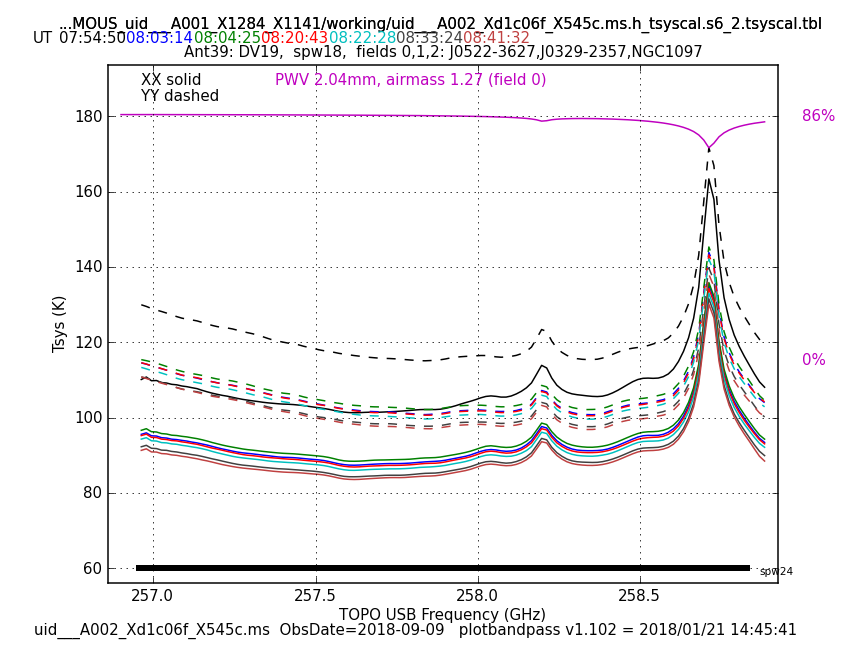 ...MOUS_uid___A001_X1284_X1141/working/uid___A002_Xd1c06f_X545c.ms.h_tsyscal.s6_2.tsyscal.tbl
UT 07:54:50 08:03:14 08:04:25 08:20:43 08:22:28 08:33:24 08:41:32
Ant39: DV19,  spw18,  fields 0,1,2: J0522-3627,J0329-2357,NGC1097
XX solid
PWV 2.04mm, airmass 1.27 (field 0)
YY dashed
180
86%
160
140
120
0%
100
80
60
Tsys (K)
spw24
257.0
257.5
258.0
258.5
TOPO USB Frequency (GHz)
uid___A002_Xd1c06f_X545c.ms  ObsDate=2018-09-09   plotbandpass v1.102 = 2018/01/21 14:45:41